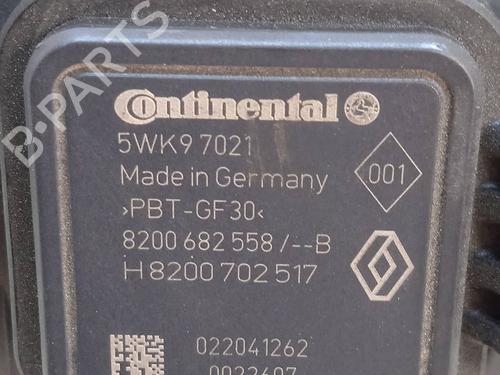 B-PARTS
Continental
5WK9 7021
Made in Germany
001
>PBT-GF30<
8200 682 558 /--B
H 8200 702 517
022041262